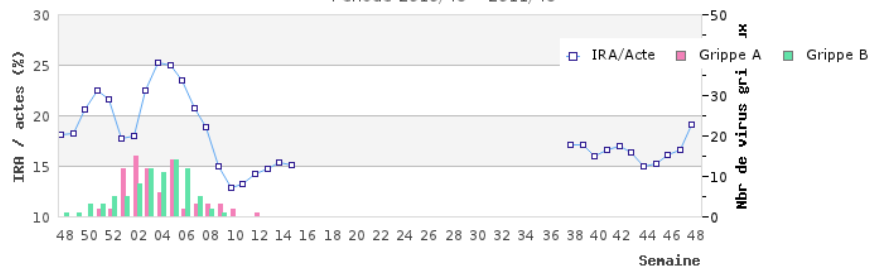 30
50
IRA/Acte
Grippe A
Grippe B
25
40
30
20
20
15
10
10
0
IRA / actes (%)
Nbr de virus gri
48 50 52 02 04 06 08 10 12 14 16 18 20 22 24 26 28 30 32 34 36 38 40 42 44 46 48
Semaine